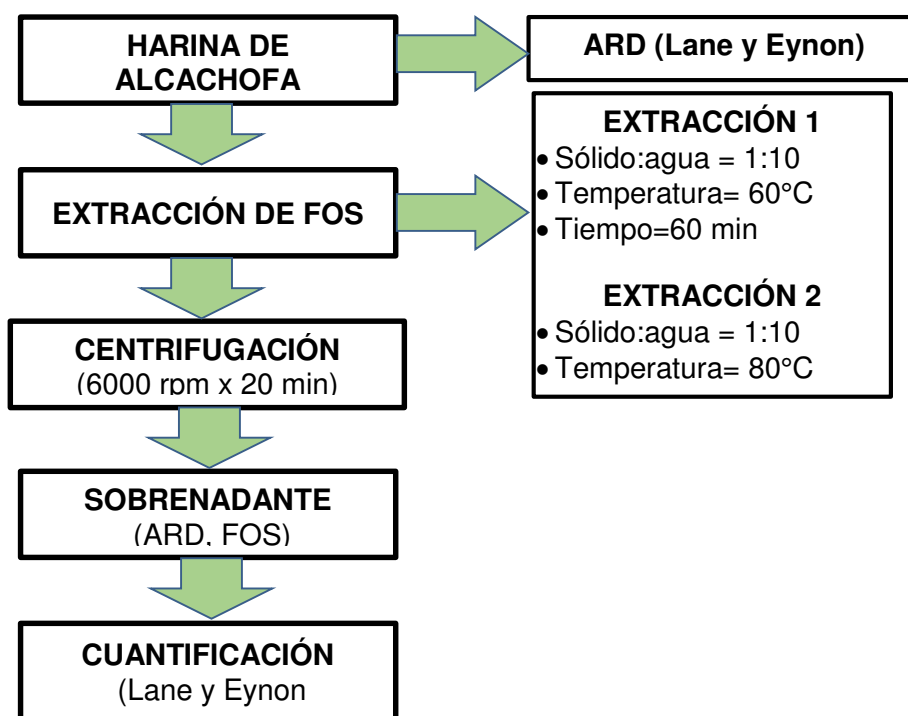 HARINA DE
ALCACHOFA
ARD (Lane y Eynon)
EXTRACCIÓN DE FOS
EXTRACCIÓN 1
• Sólido:agua = 1:10
• Temperatura= 60°C
• Tiempo=60 min
EXTRACCIÓN 2
• Sólido:agua = 1:10
• Temperatura= 80°C
CENTRIFUGACIÓN
(6000 rpm x 20 min)
SOBRENADANTE
(ARD, FOS)
CUANTIFICACIÓN
(Lane y Eynon